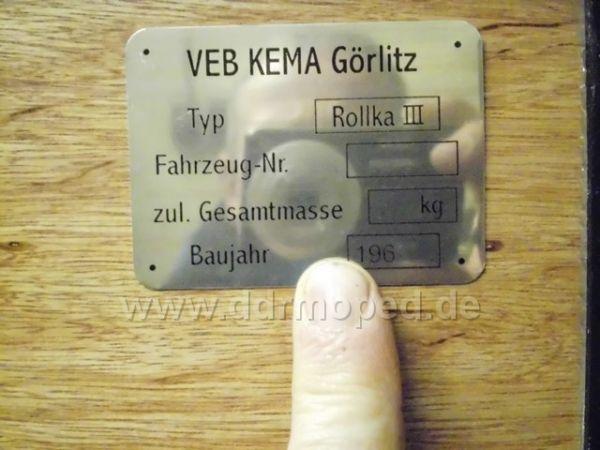 VEB KEMA Görlitz
Typ Rollka III
Fahrzeug-Nr.
zul. Gesamtmasse kg
Baujahr 196
www.ddrmoped.de